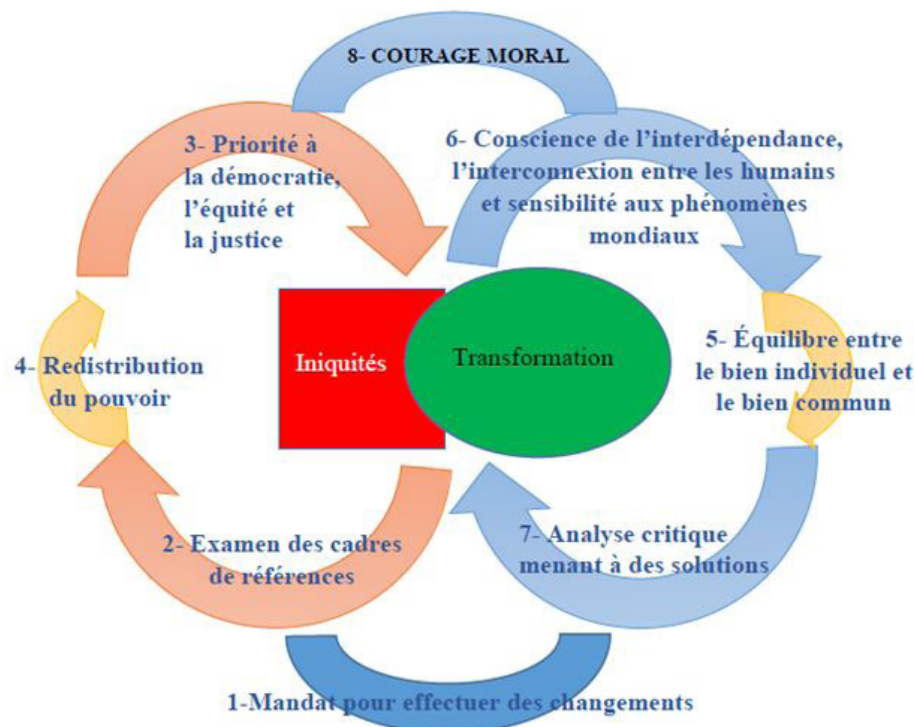 8- COURAGE MORAL
3- Priorité à
la démocratie,
l'équité et
la justice
6- Conscience de l'interdépendance,
l'interconnexion entre les humains
et sensibilité aux phénomènes
mondiaux
4- Redistribution
du pouvoir
Iniquités
Transformation
5- Équilibre entre
le bien individuel et
le bien commun
2- Examen des cadres
de références
7- Analyse critique
menant à des solutions
1-Mandat pour effectuer des changements